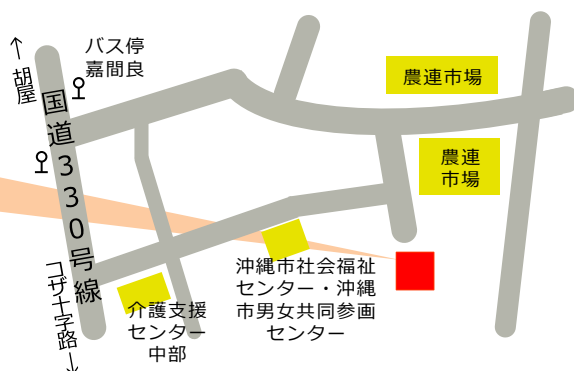 バス停
嘉間良
↑胡屋
国道330号線
コザ十字路↓
農連市場
農連
市場
沖縄市社会福祉
センター・沖縄
市男女共同参画
センター
介護支援
センター
中部